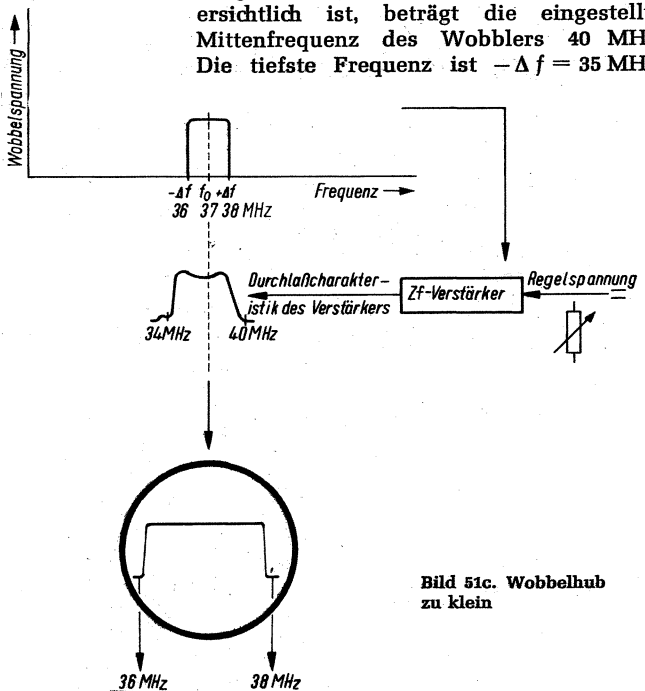 ersichtlich ist, beträgt die eingestell
Mittenfrequenz des Wobblers 40 MH
Die tiefste Frequenz ist − Δ f = 35 MH
Wobbelspannung
-Δf f₀ +Δf
36 37 38 MHz
Frequenz
Durchlaßcharakter-
istik des Verstärkers
Zf-Verstärker
Regelspannung
34MHz
40MHz
36 MHz
38 MHz
Bild 51c. Wobbelhub
zu klein